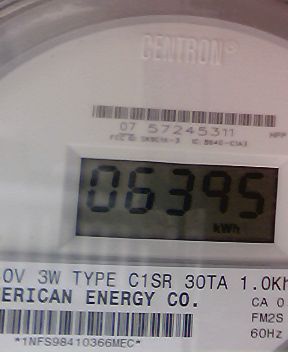 CENTRON®
07 57245311
06395
kWh
0V 3W TYPE C1SR 30TA 1.0Kh
ERICAN ENERGY CO.
CA 0
FM2S
60Hz
*1NFS98410366MEC*